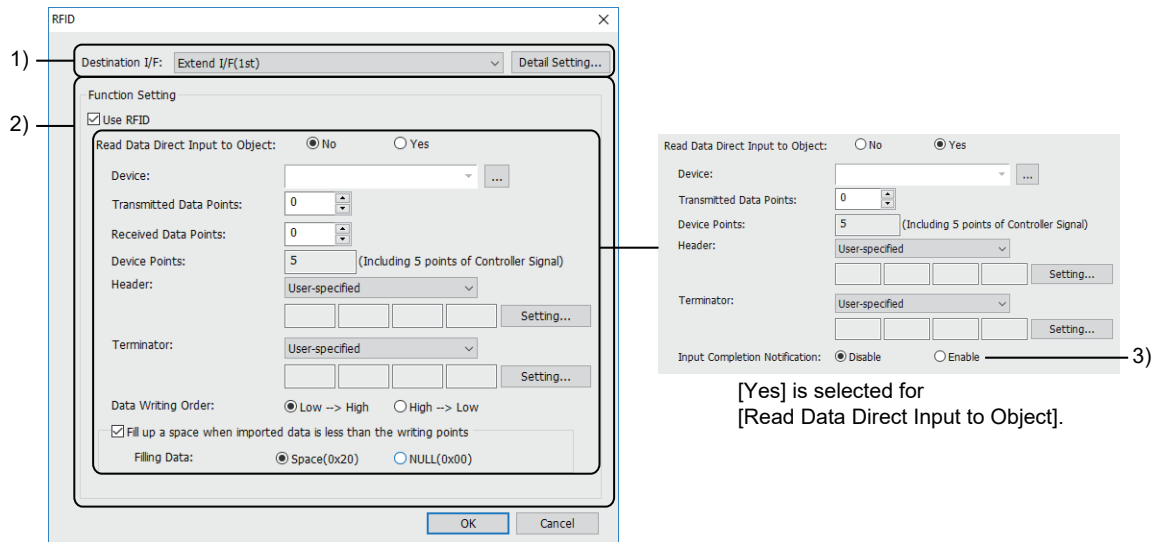 RFID
1)
Destination I/F: Extend I/F(1st) Detail Setting...
2)
Function Setting
Use RFID
Read Data Direct Input to Object: No Yes
Device: ...
Transmitted Data Points: 0
Received Data Points: 0
Device Points: 5 (Including 5 points of Controller Signal)
Header: User-specified
Setting...
Terminator: User-specified
Setting...
Data Writing Order: Low --> High High --> Low
Fill up a space when imported data is less than the writing points
Filling Data: Space(0x20) NULL(0x00)
OK Cancel
Read Data Direct Input to Object: No Yes
Device: ...
Transmitted Data Points: 0
Device Points: 5 (Including 5 points of Controller Signal)
Header: User-specified
Setting...
Terminator: User-specified
Setting...
Input Completion Notification: Disable Enable
3)
[Yes] is selected for
[Read Data Direct Input to Object].